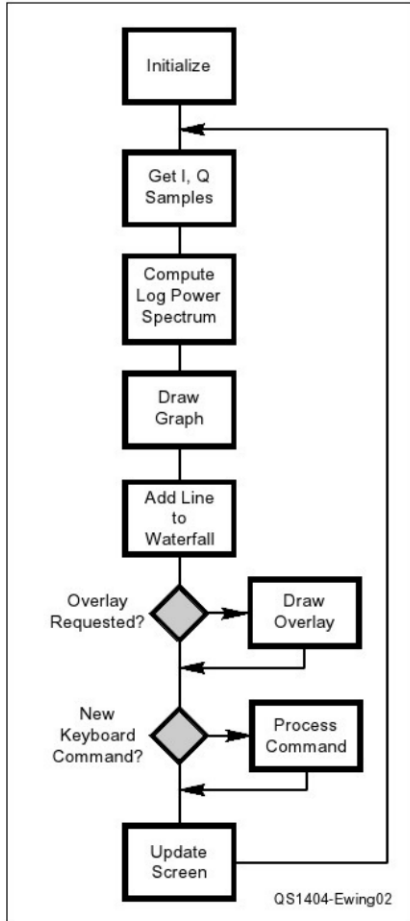 Initialize
Get I, Q
Samples
Compute
Log Power
Spectrum
Draw
Graph
Add Line
to
Waterfall
Overlay
Requested?
Draw
Overlay
New
Keyboard
Command?
Process
Command
Update
Screen
QS1404-Ewing02